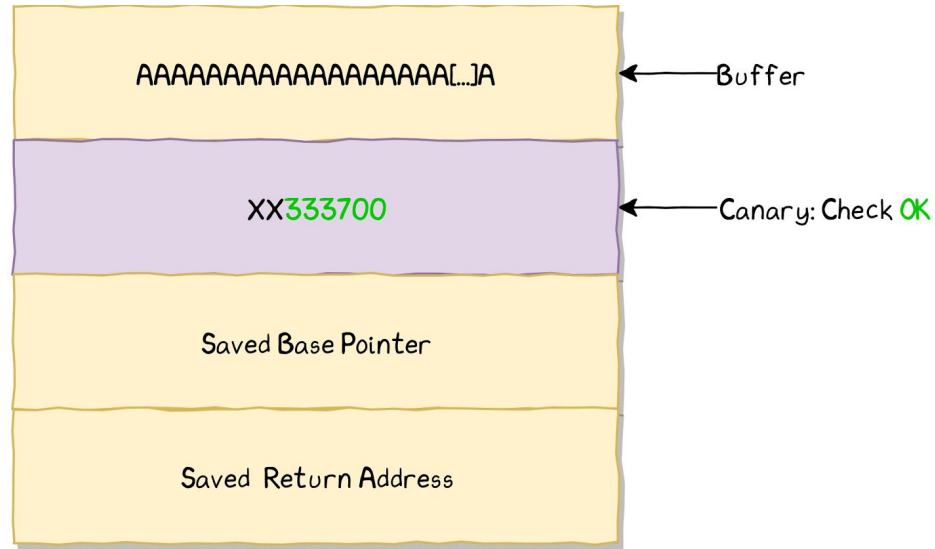 AAAAAAAAAAAAAAAAAA[...]A
Buffer
XX333700
Canary: Check OK
Saved Base Pointer
Saved Return Address